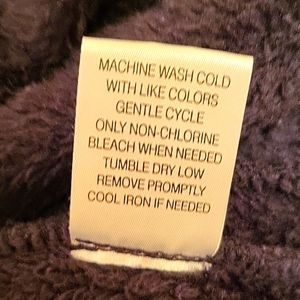 MACHINE WASH COLD
WITH LIKE COLORS
GENTLE CYCLE
ONLY NON-CHLORINE
BLEACH WHEN NEEDED
TUMBLE DRY LOW
REMOVE PROMPTLY
COOL IRON IF NEEDED